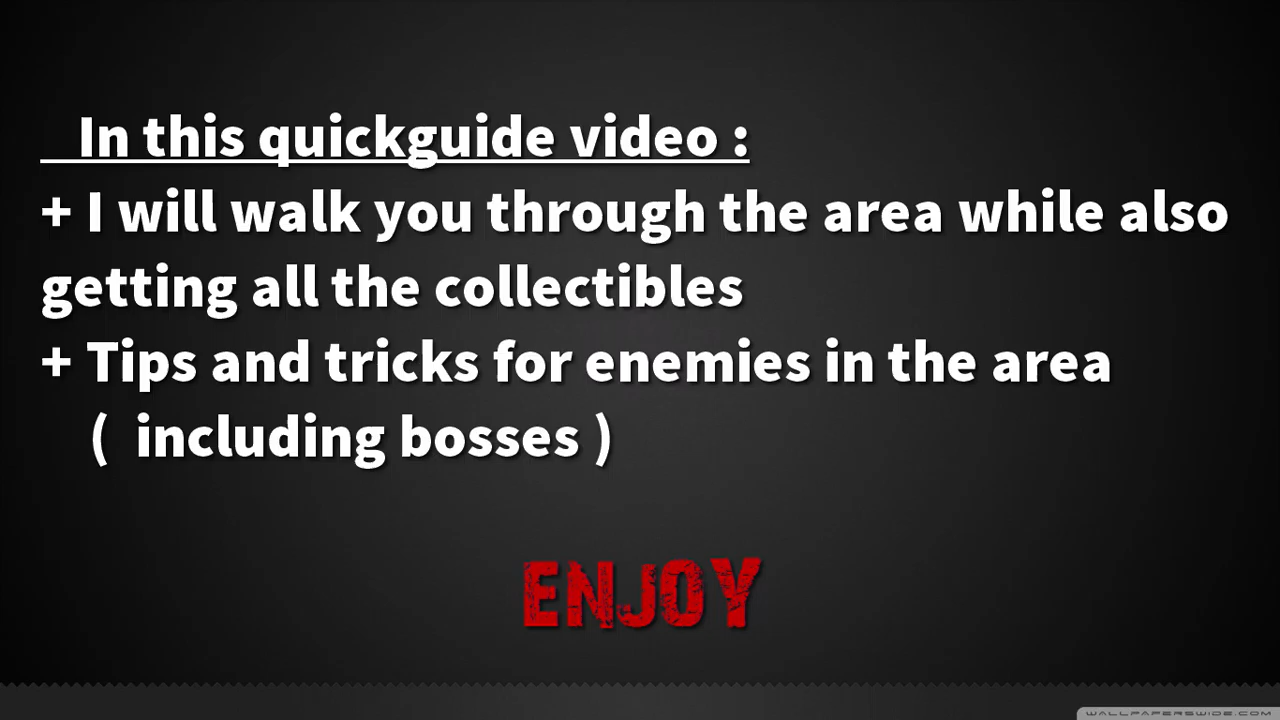 In this quickguide video :
+ I will walk you through the area while also
getting all the collectibles
+ Tips and tricks for enemies in the area
( including bosses )
ENJOY
WALLPAPERSWIDE.COM